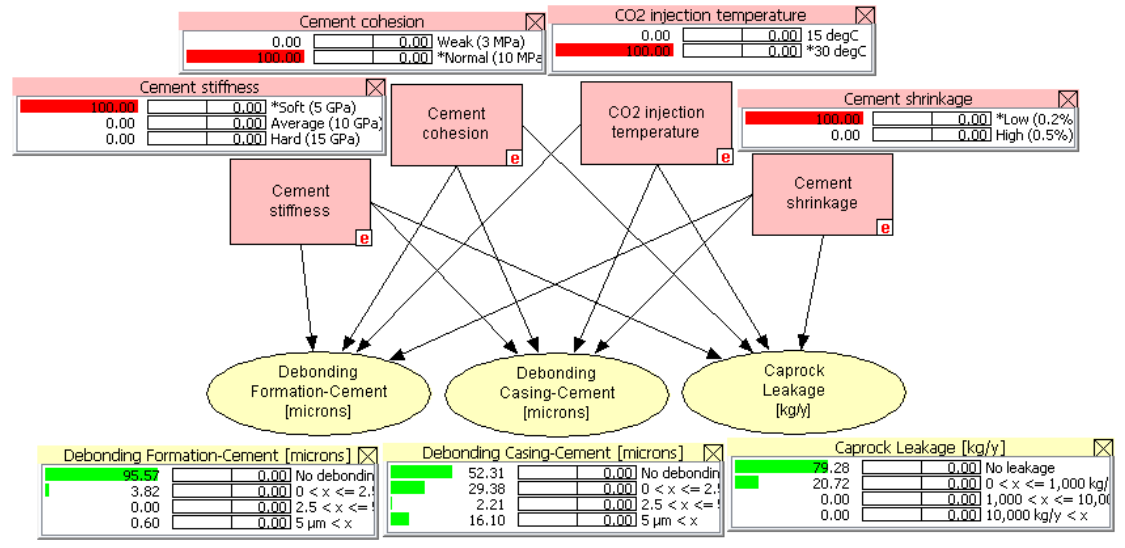 Cement cohesion
0.00 0.00 Weak (3 MPa)
100.00 0.00 *Normal (10 MPa
CO2 injection temperature
0.00 0.00 15 degC
100.00 0.00 *30 degC
Cement stiffness
100.00 0.00 *Soft (5 GPa)
0.00 0.00 Average (10 GPa)
0.00 0.00 Hard (15 GPa)
Cement shrinkage
100.00 0.00 *Low (0.2%
0.00 0.00 High (0.5%)
Cement
cohesion
e
CO2 injection
temperature
e
Cement
stiffness
e
Cement
shrinkage
e
Debonding
Formation-Cement
[microns]
Debonding
Casing-Cement
[microns]
Caprock
Leakage
[kg/y]
Debonding Formation-Cement [microns]
95.57 0.00 No debondin
3.82 0.00 0 < x <= 2.5
0.00 0.00 2.5 < x <=
0.60 0.00 5 µm < x
Debonding Casing-Cement [microns]
52.31 0.00 No debondin
29.38 0.00 0 < x <= 2.5
2.21 0.00 2.5 < x <=
16.10 0.00 5 µm < x
Caprock Leakage [kg/y]
79.28 0.00 No leakage
20.72 0.00 0 < x <= 1,000 kg/
0.00 0.00 1,000 < x <= 10,00
0.00 0.00 10,000 kg/y < x